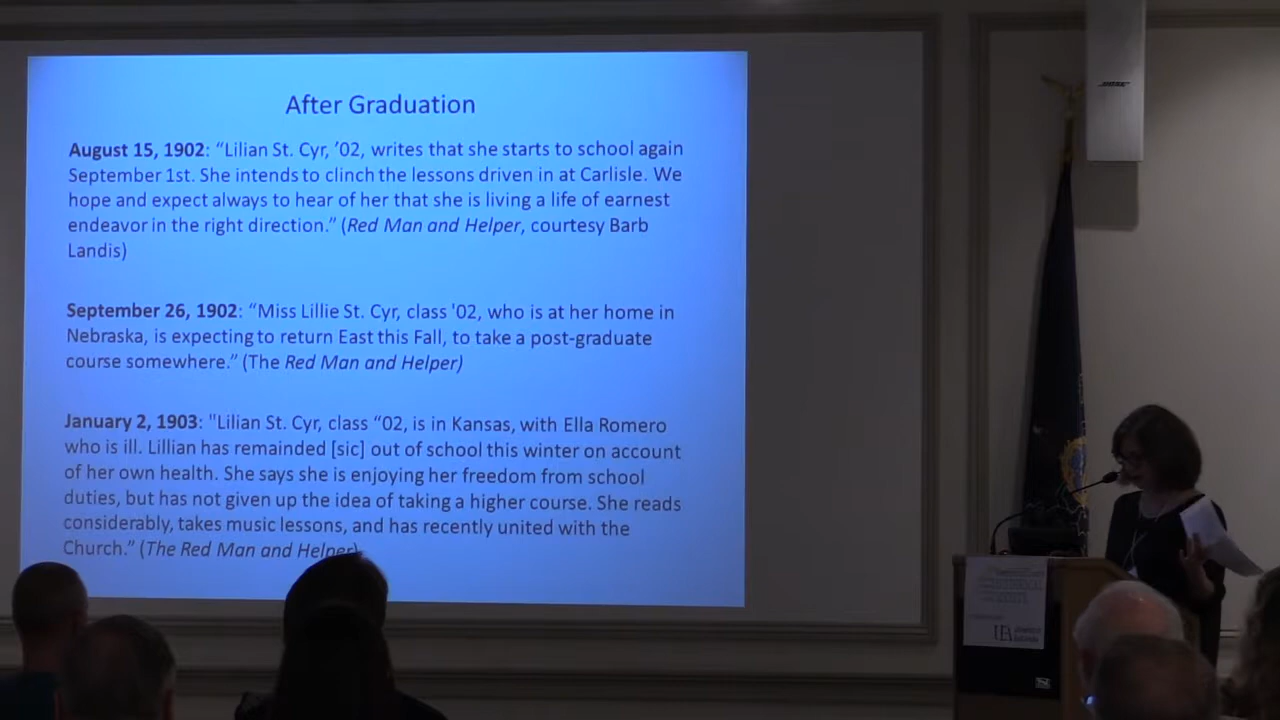 After Graduation
August 15, 1902: “Lilian St. Cyr, ’02, writes that she starts to school again
September 1st. She intends to clinch the lessons driven in at Carlisle. We
hope and expect always to hear of her that she is living a life of earnest
endeavor in the right direction.” (Red Man and Helper, courtesy Barb
Landis)
September 26, 1902: “Miss Lillie St. Cyr, class '02, who is at her home in
Nebraska, is expecting to return East this Fall, to take a post-graduate
course somewhere.” (The Red Man and Helper)
January 2, 1903: "Lilian St. Cyr, class “02, is in Kansas, with Ella Romero
who is ill. Lillian has remainded [sic] out of school this winter on account
of her own health. She says she is enjoying her freedom from school
duties, but has not given up the idea of taking a higher course. She reads
considerably, takes music lessons, and has recently united with the
Church.” (The Red Man and Helper)
BOSE